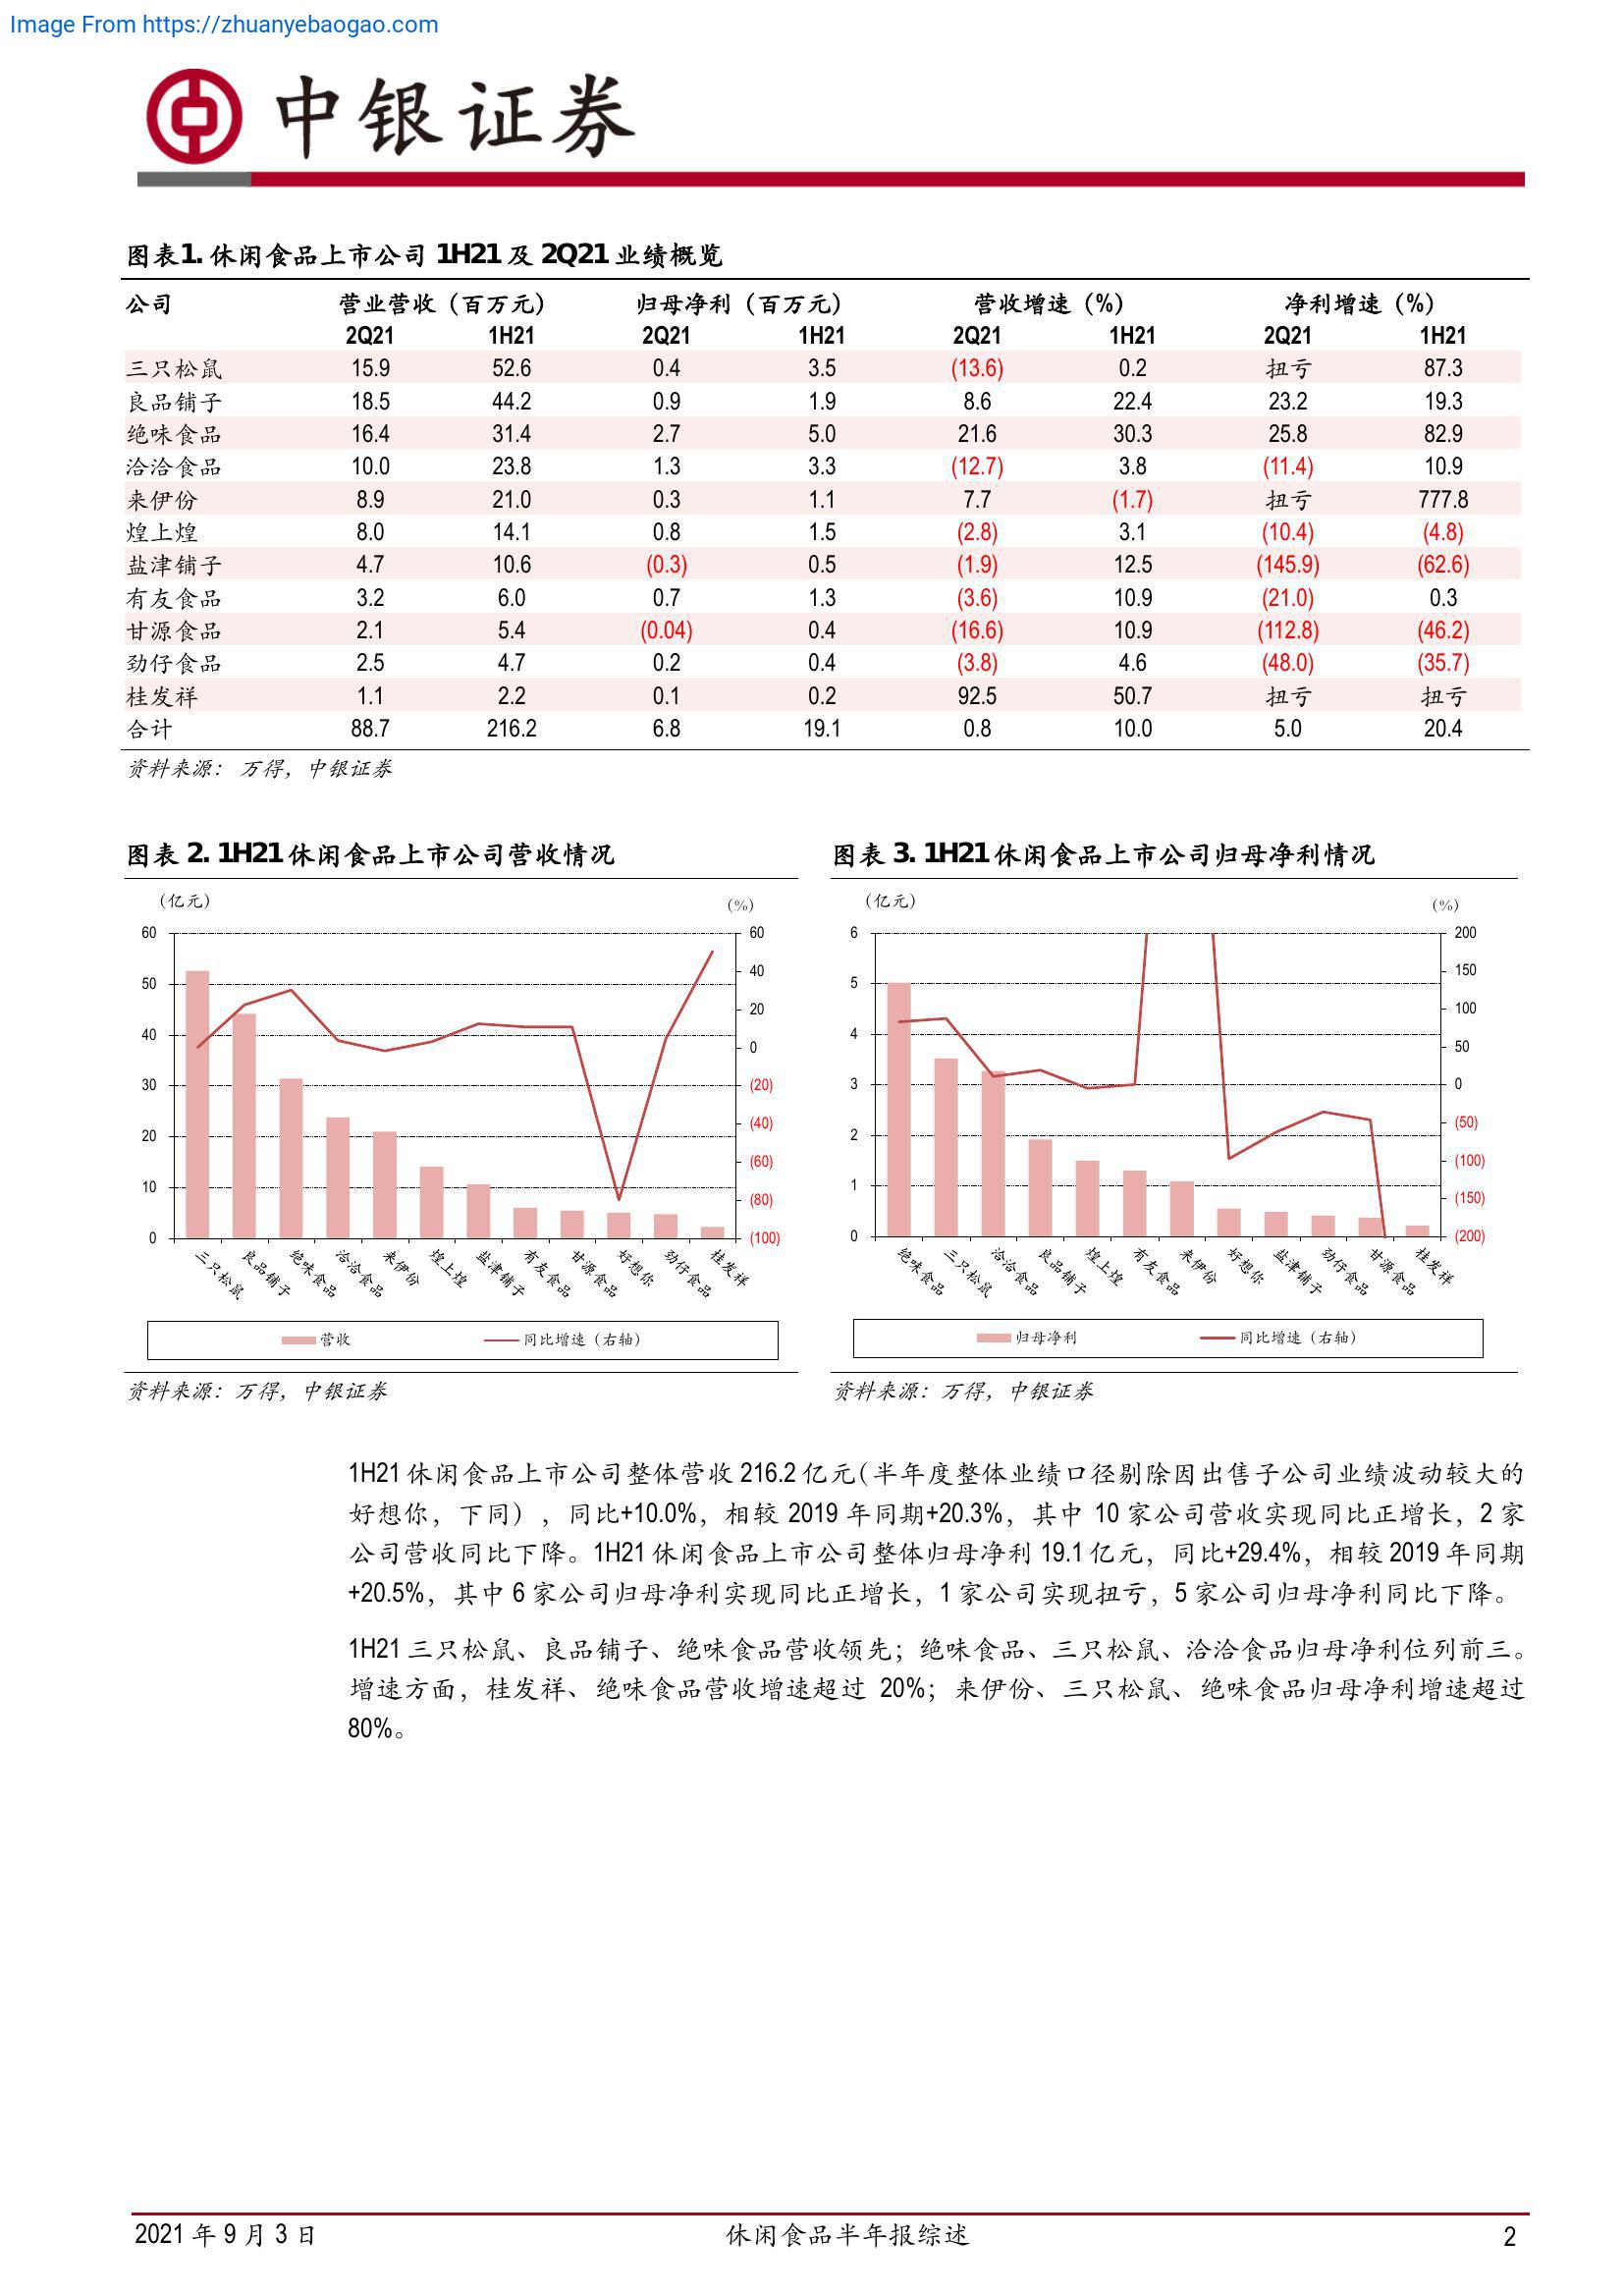 Image From https://zhuanyebaogao.com
中银证券
图表1. 休闲食品上市公司 1H21 及 2Q21 业绩概览
公司 营业营收（百万元） 归母净利（百万元） 营收增速（%） 净利增速（%）
2Q21 1H21 2Q21 1H21 2Q21 1H21 2Q21 1H21
三只松鼠 15.9 52.6 0.4 3.5 (13.6) 0.2 扭亏 87.3
良品铺子 18.5 44.2 0.9 1.9 8.6 22.4 23.2 19.3
绝味食品 16.4 31.4 2.7 5.0 21.6 30.3 25.8 82.9
洽洽食品 10.0 23.8 1.3 3.3 (12.7) 3.8 (11.4) 10.9
来伊份 8.9 21.0 0.3 1.1 7.7 (1.7) 扭亏 777.8
煌上煌 8.0 14.1 0.8 1.5 (2.8) 3.1 (10.4) (4.8)
盐津铺子 4.7 10.6 (0.3) 0.5 (1.9) 12.5 (145.9) (62.6)
有友食品 3.2 6.0 0.7 1.3 (3.6) 10.9 (21.0) 0.3
甘源食品 2.1 5.4 (0.04) 0.4 (16.6) 10.9 (112.8) (46.2)
劲仔食品 2.5 4.7 0.2 0.4 (3.8) 4.6 (48.0) (35.7)
桂发祥 1.1 2.2 0.1 0.2 92.5 50.7 扭亏 扭亏
合计 88.7 216.2 6.8 19.1 0.8 10.0 5.0 20.4
资料来源： 万得，中银证券
图表 2. 1H21 休闲食品上市公司营收情况
（亿元） （%）
60 60
50 40
40 20
30 0
20 (20)
10 (40)
0 (60)
(80)
(100)
三只松鼠 良品铺子 绝味食品 洽洽食品 来伊份 煌上煌 盐津铺子 有友食品 甘源食品 好想你 劲仔食品 桂发祥
营收 同比增速（右轴）
资料来源：万得，中银证券
图表 3. 1H21 休闲食品上市公司归母净利情况
（亿元） （%）
6 200
5 150
4 100
3 50
2 0
1 (50)
0 (100)
(150)
(200)
绝味食品 三只松鼠 洽洽食品 良品铺子 煌上煌 有友食品 来伊份 好想你 盐津铺子 劲仔食品 甘源食品 桂发祥
归母净利 同比增速（右轴）
资料来源：万得，中银证券
1H21 休闲食品上市公司整体营收 216.2 亿元（半年度整体业绩口径剔除因出售子公司业绩波动较大的
好想你，下同），同比+10.0%，相较 2019 年同期+20.3%，其中 10 家公司营收实现同比正增长，2 家
公司营收同比下降。1H21 休闲食品上市公司整体归母净利 19.1 亿元，同比+29.4%，相较 2019 年同期
+20.5%，其中 6 家公司归母净利实现同比正增长，1 家公司实现扭亏，5 家公司归母净利同比下降。
1H21 三只松鼠、良品铺子、绝味食品营收领先；绝味食品、三只松鼠、洽洽食品归母净利位列前三。
增速方面，桂发祥、绝味食品营收增速超过 20%；来伊份、三只松鼠、绝味食品归母净利增速超过
80%。
2021 年 9 月 3 日 休闲食品半年报综述 2